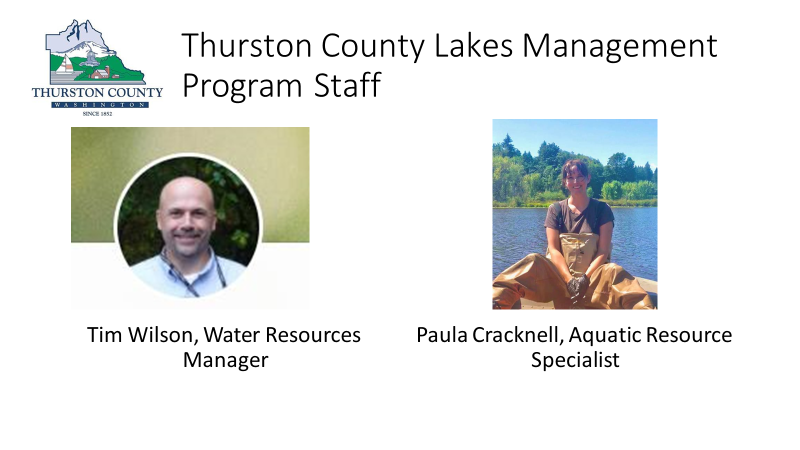 Thurston County Lakes Management
Program Staff
THURSTON COUNTY
WASHINGTON
SINCE 1852
Tim Wilson, Water Resources
Manager
Paula Cracknell, Aquatic Resource
Specialist